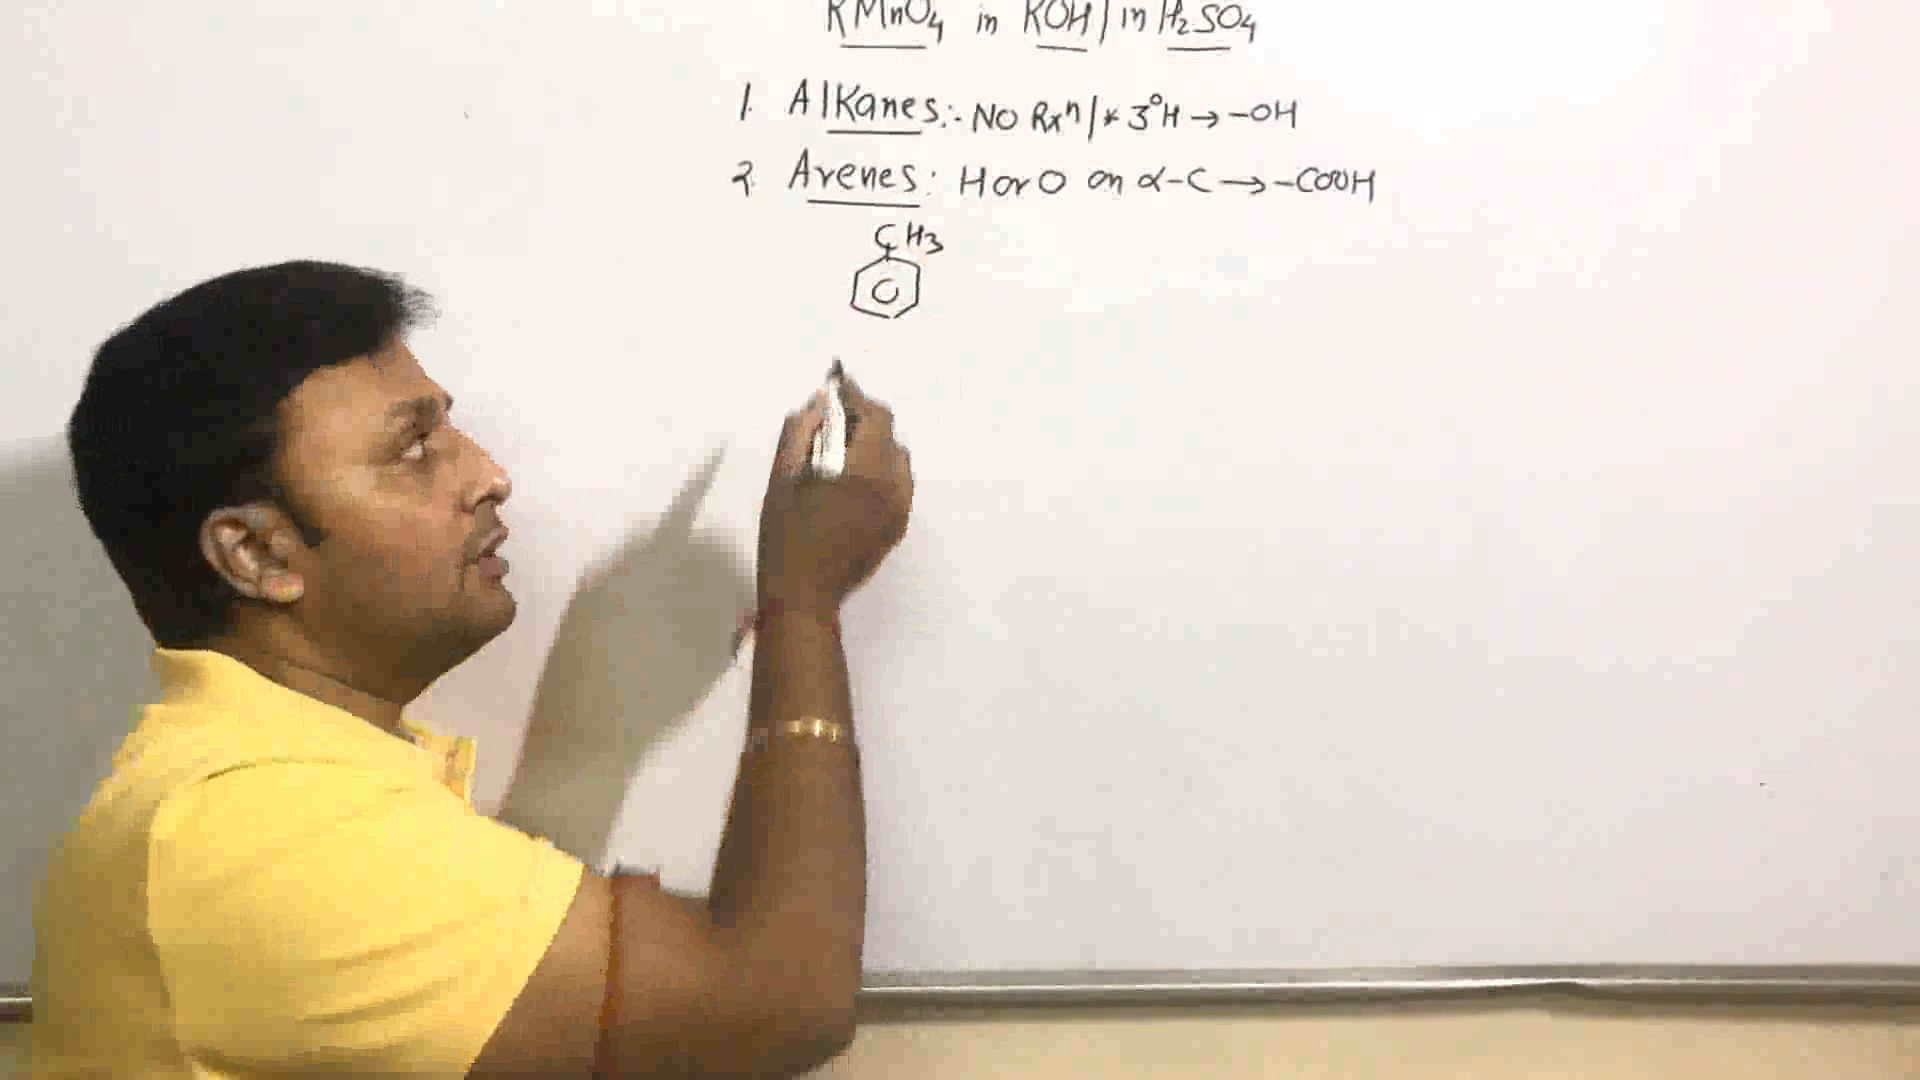 KMnO4 in KOH / in H2SO4
1. Alkanes:- NO Rxn / * 3°H → -OH
2. Arenes: H or O on α-C → -COOH
CH3